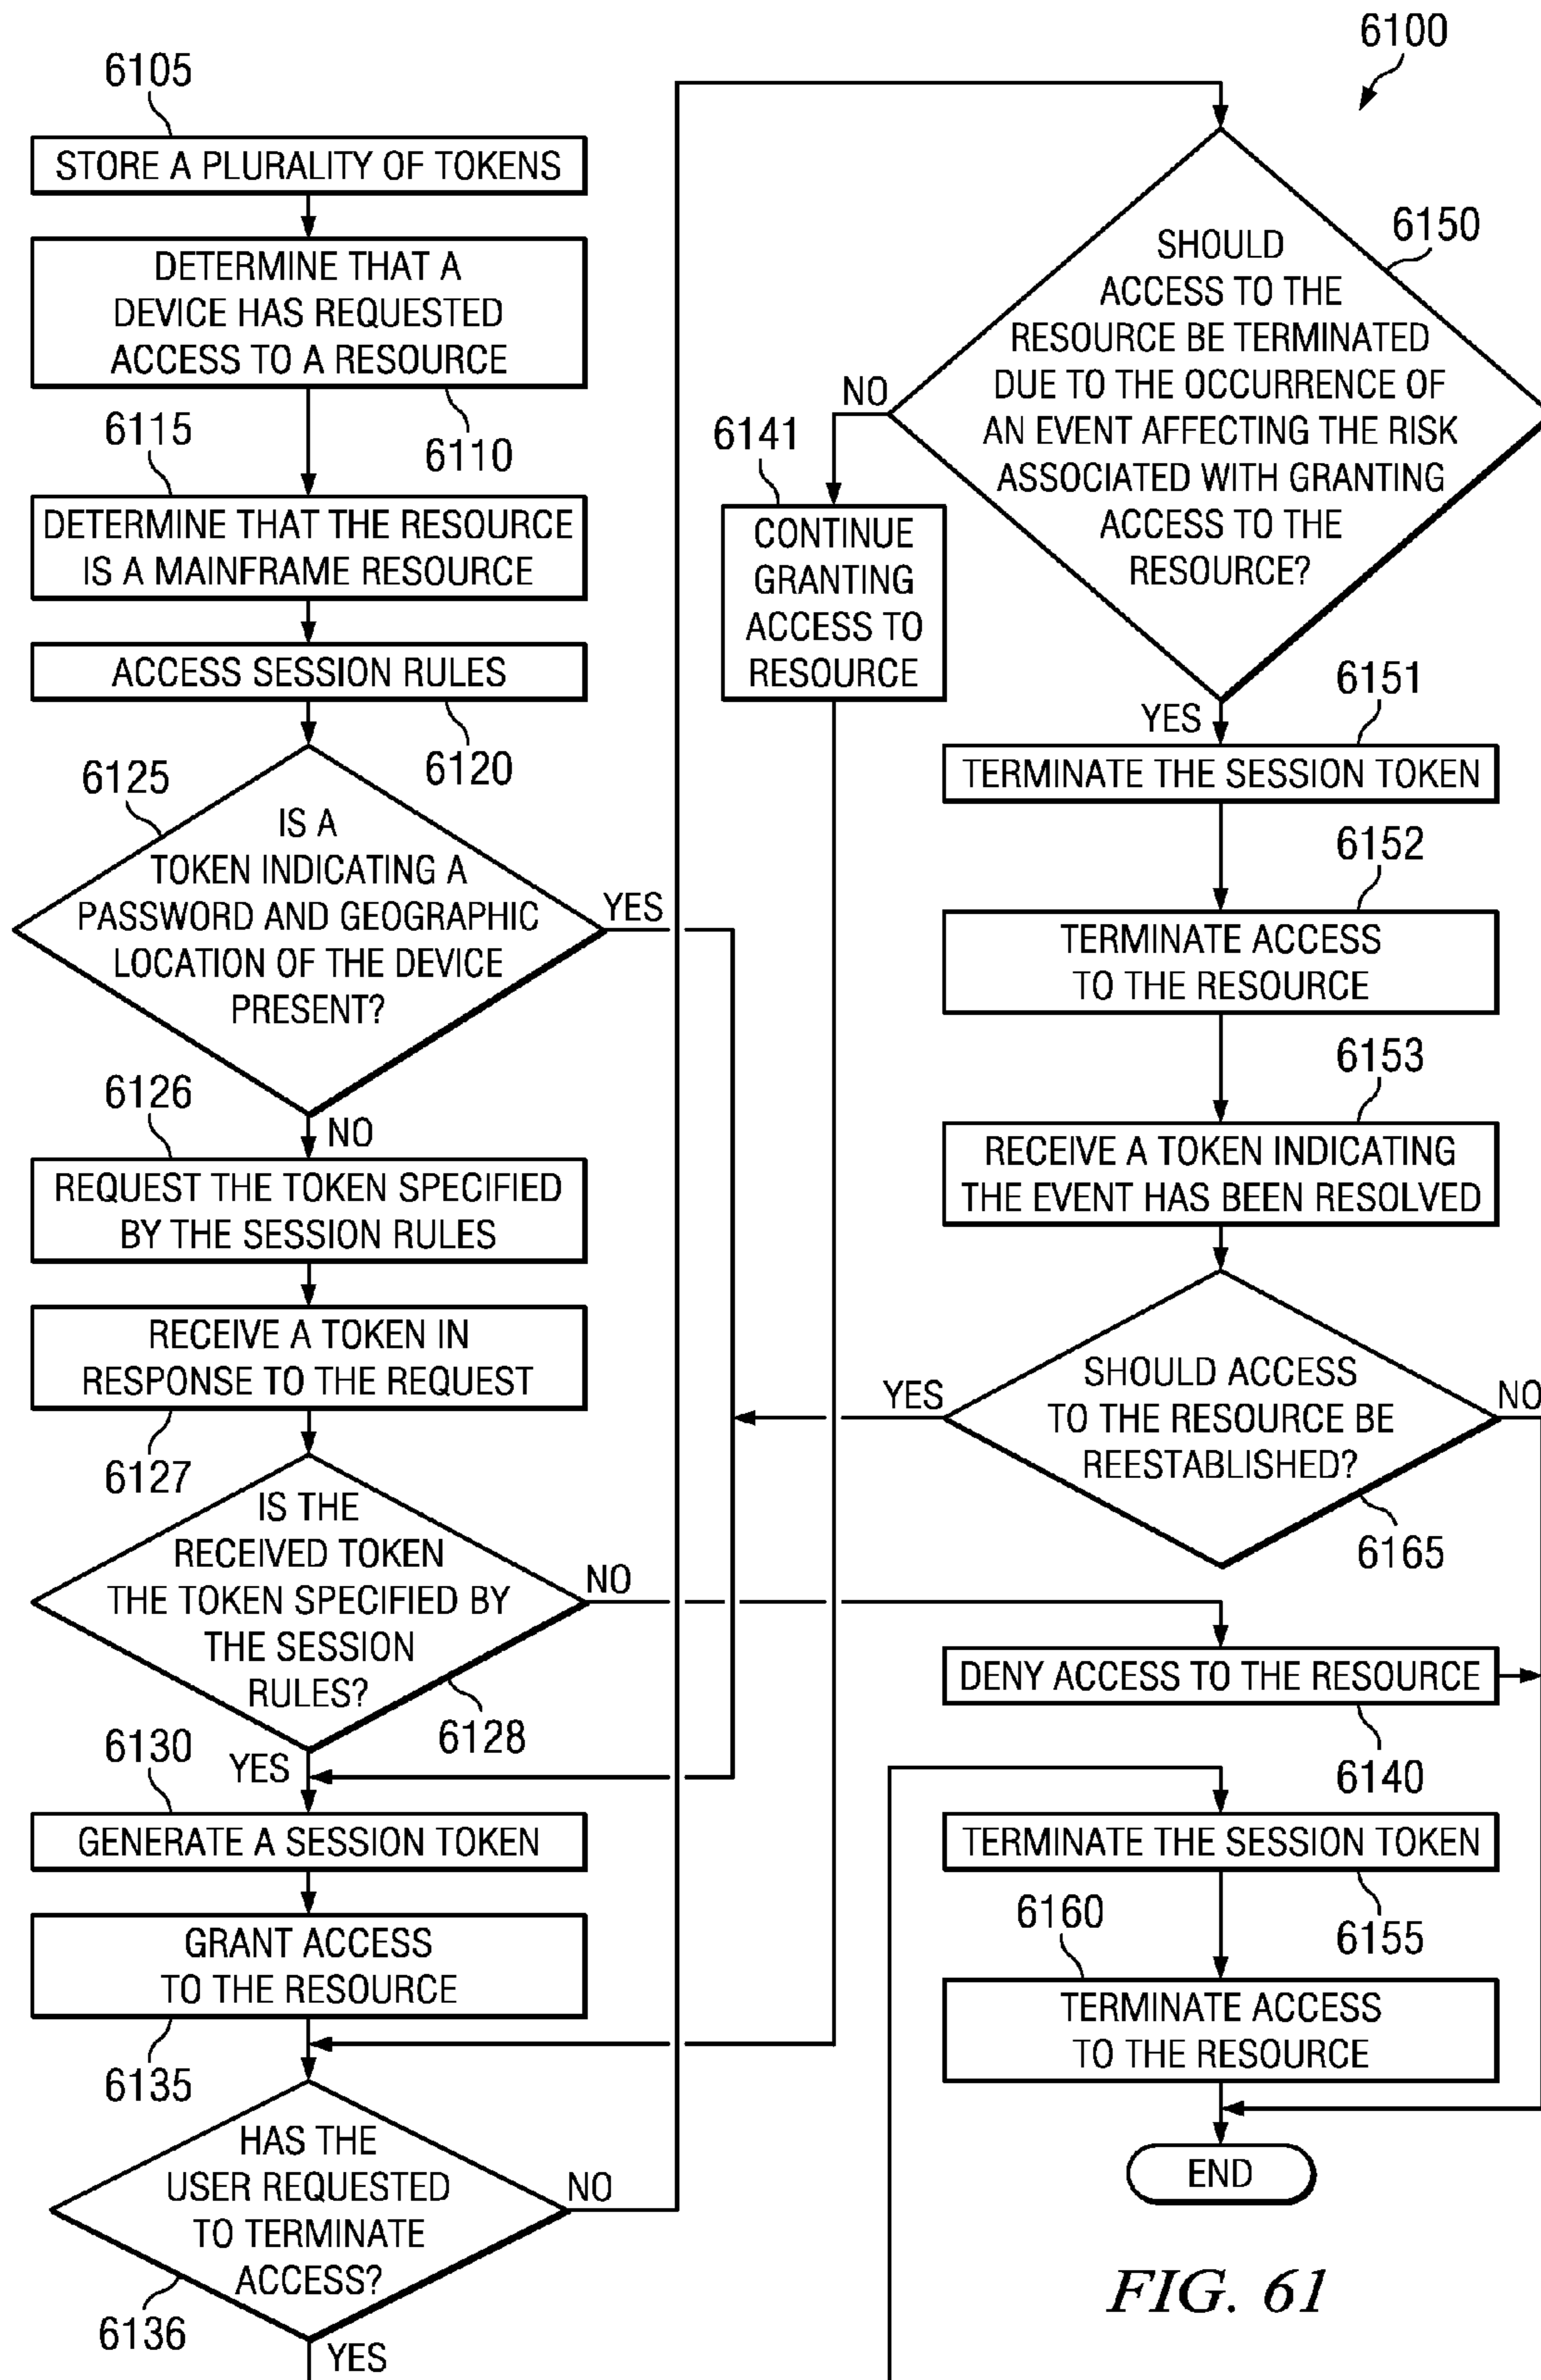 6100
6105
STORE A PLURALITY OF TOKENS
DETERMINE THAT A
DEVICE HAS REQUESTED
ACCESS TO A RESOURCE
6110
6115
DETERMINE THAT THE RESOURCE
IS A MAINFRAME RESOURCE
ACCESS SESSION RULES
6120
6125
IS A
TOKEN INDICATING A
PASSWORD AND GEOGRAPHIC
LOCATION OF THE DEVICE
PRESENT?
YES
NO
6126
REQUEST THE TOKEN SPECIFIED
BY THE SESSION RULES
RECEIVE A TOKEN IN
RESPONSE TO THE REQUEST
6127
IS THE
RECEIVED TOKEN
THE TOKEN SPECIFIED BY
THE SESSION
RULES?
NO
6128
YES
6130
GENERATE A SESSION TOKEN
GRANT ACCESS
TO THE RESOURCE
6135
HAS THE
USER REQUESTED
TO TERMINATE
ACCESS?
NO
6136
YES
6150
SHOULD
ACCESS TO THE
RESOURCE BE TERMINATED
DUE TO THE OCCURRENCE OF
AN EVENT AFFECTING THE RISK
ASSOCIATED WITH GRANTING
ACCESS TO THE
RESOURCE?
NO
6141
CONTINUE
GRANTING
ACCESS TO
RESOURCE
YES
6151
TERMINATE THE SESSION TOKEN
6152
TERMINATE ACCESS
TO THE RESOURCE
6153
RECEIVE A TOKEN INDICATING
THE EVENT HAS BEEN RESOLVED
SHOULD ACCESS
TO THE RESOURCE BE
REESTABLISHED?
YES
NO
6165
DENY ACCESS TO THE RESOURCE
6140
TERMINATE THE SESSION TOKEN
6155
6160
TERMINATE ACCESS
TO THE RESOURCE
END
FIG. 61